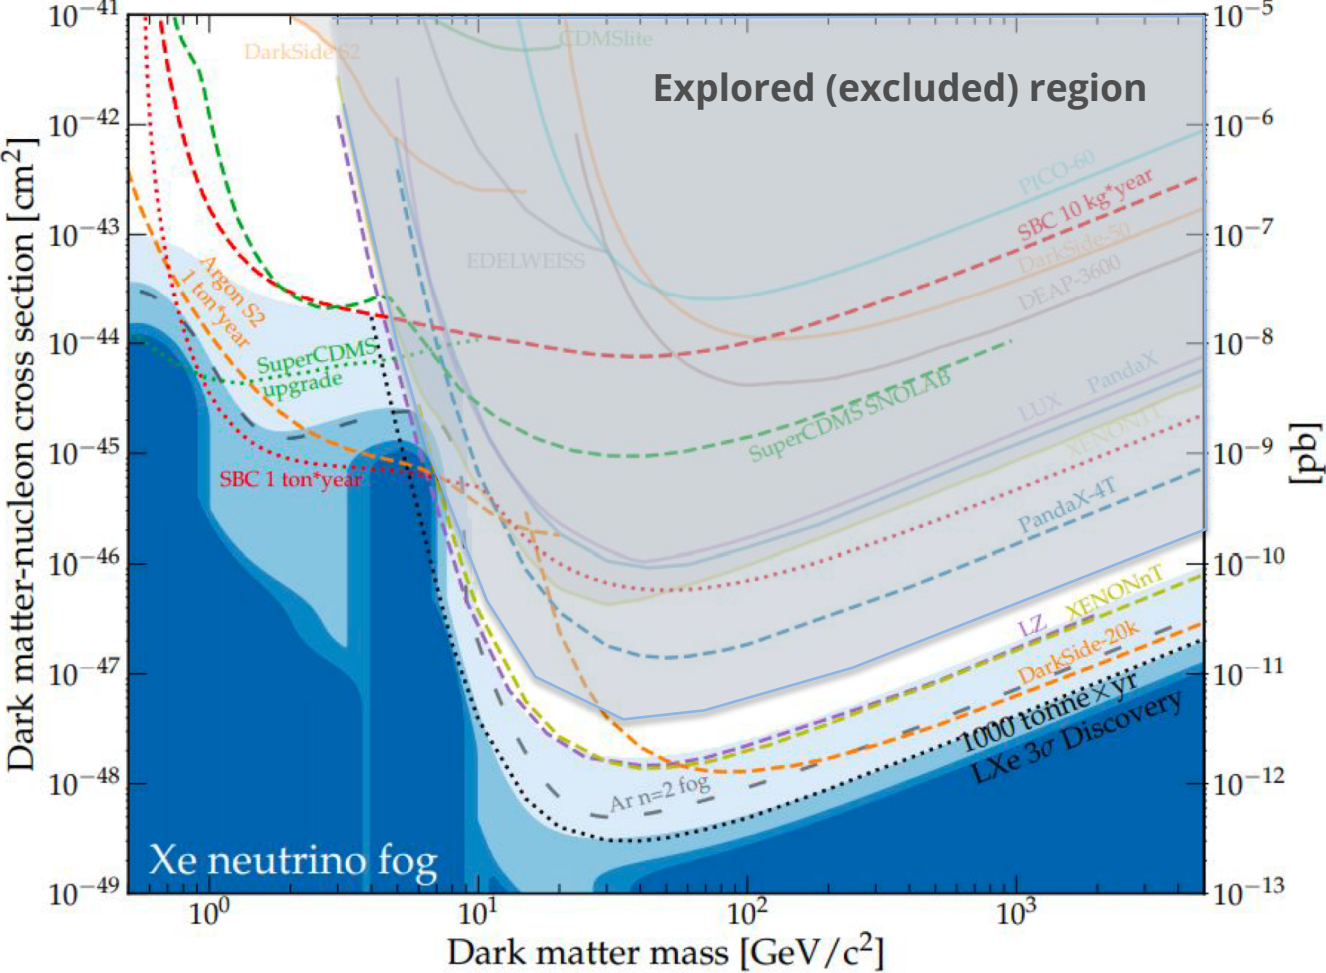 10−41
10−42
10−43
10−44
10−45
10−46
10−47
10−48
10−49
Dark matter-nucleon cross section [cm2]
10−5
10−6
10−7
10−8
10−9
10−10
10−11
10−12
10−13
[pb]
DarkSide S2
CDMSlite
Explored (excluded) region
PICO-60
SBC 10 kg*year
DarkSide-50
DEAP-3600
EDELWEISS
Argon S2
1 ton*year
SuperCDMS
upgrade
SuperCDMS SNOLAB
LUX
PandaX
XENON1T
SBC 1 ton*year
PandaX-4T
LZ
XENONnT
DarkSide-20k
1000 tonne×yr
LXe 3σ Discovery
Ar n=2 fog
Xe neutrino fog
100
101
102
103
Dark matter mass [GeV/c2]